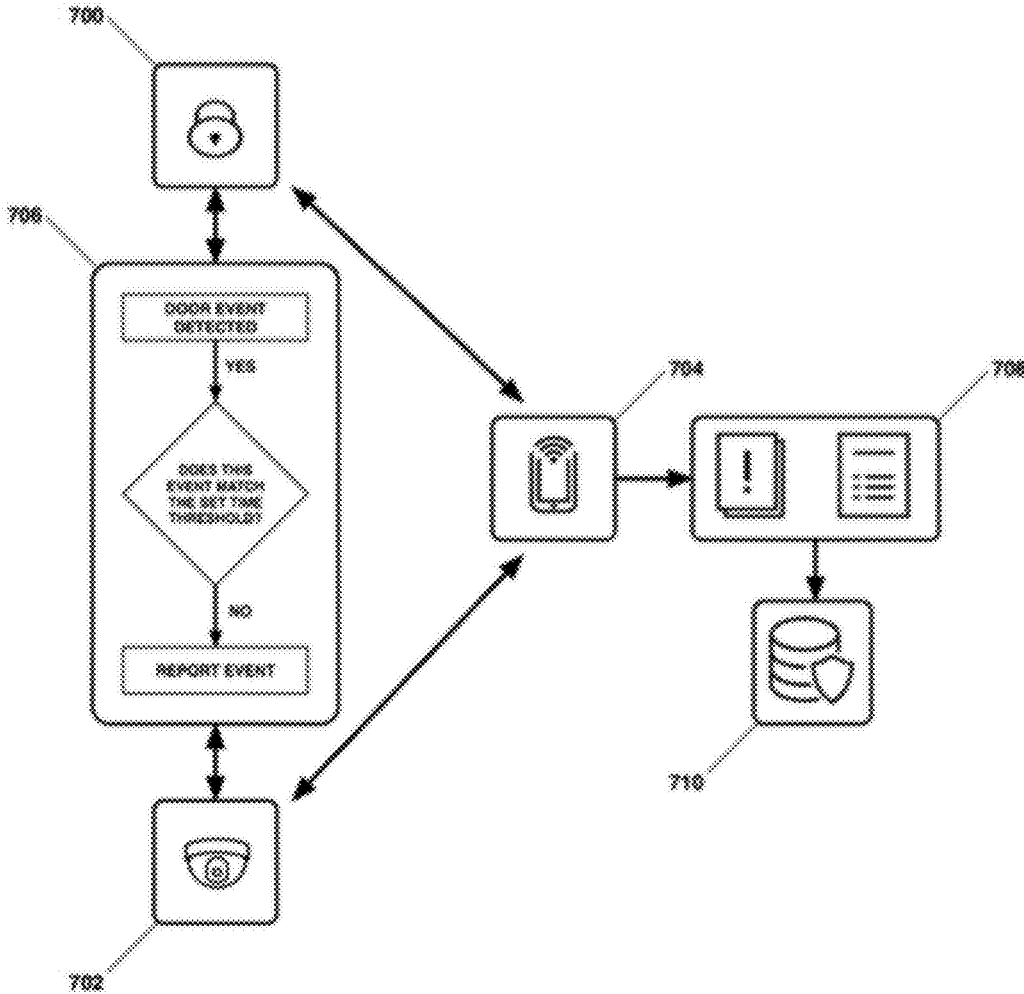 700
706
DOOR EVENT
DETECTED
YES
DOES THIS
EVENT MATCH
THE SET TIME
THRESHOLD?
NO
REPORT EVENT
704
708
!
710
702